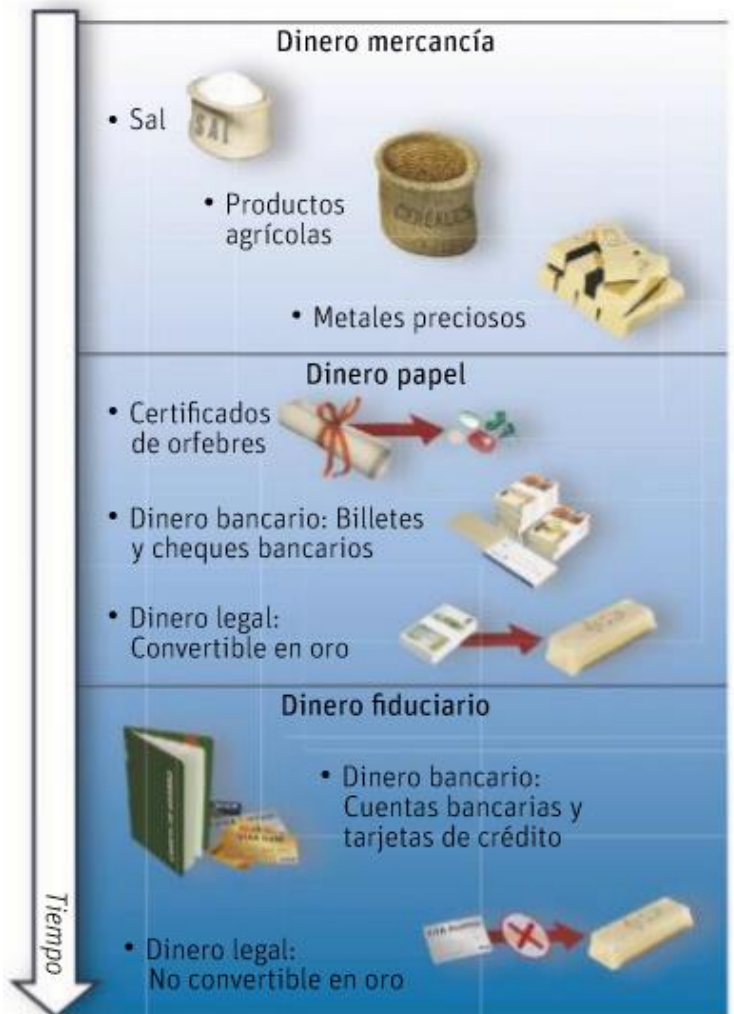 Dinero mercancía
• Sal
SAL
• Productos
agrícolas
CEREALES
• Metales preciosos
Dinero papel
• Certificados
de orfebres
• Dinero bancario: Billetes
y cheques bancarios
• Dinero legal:
Convertible en oro
Dinero fiduciario
• Dinero bancario:
Cuentas bancarias y
tarjetas de crédito
• Dinero legal:
No convertible en oro
Tiempo